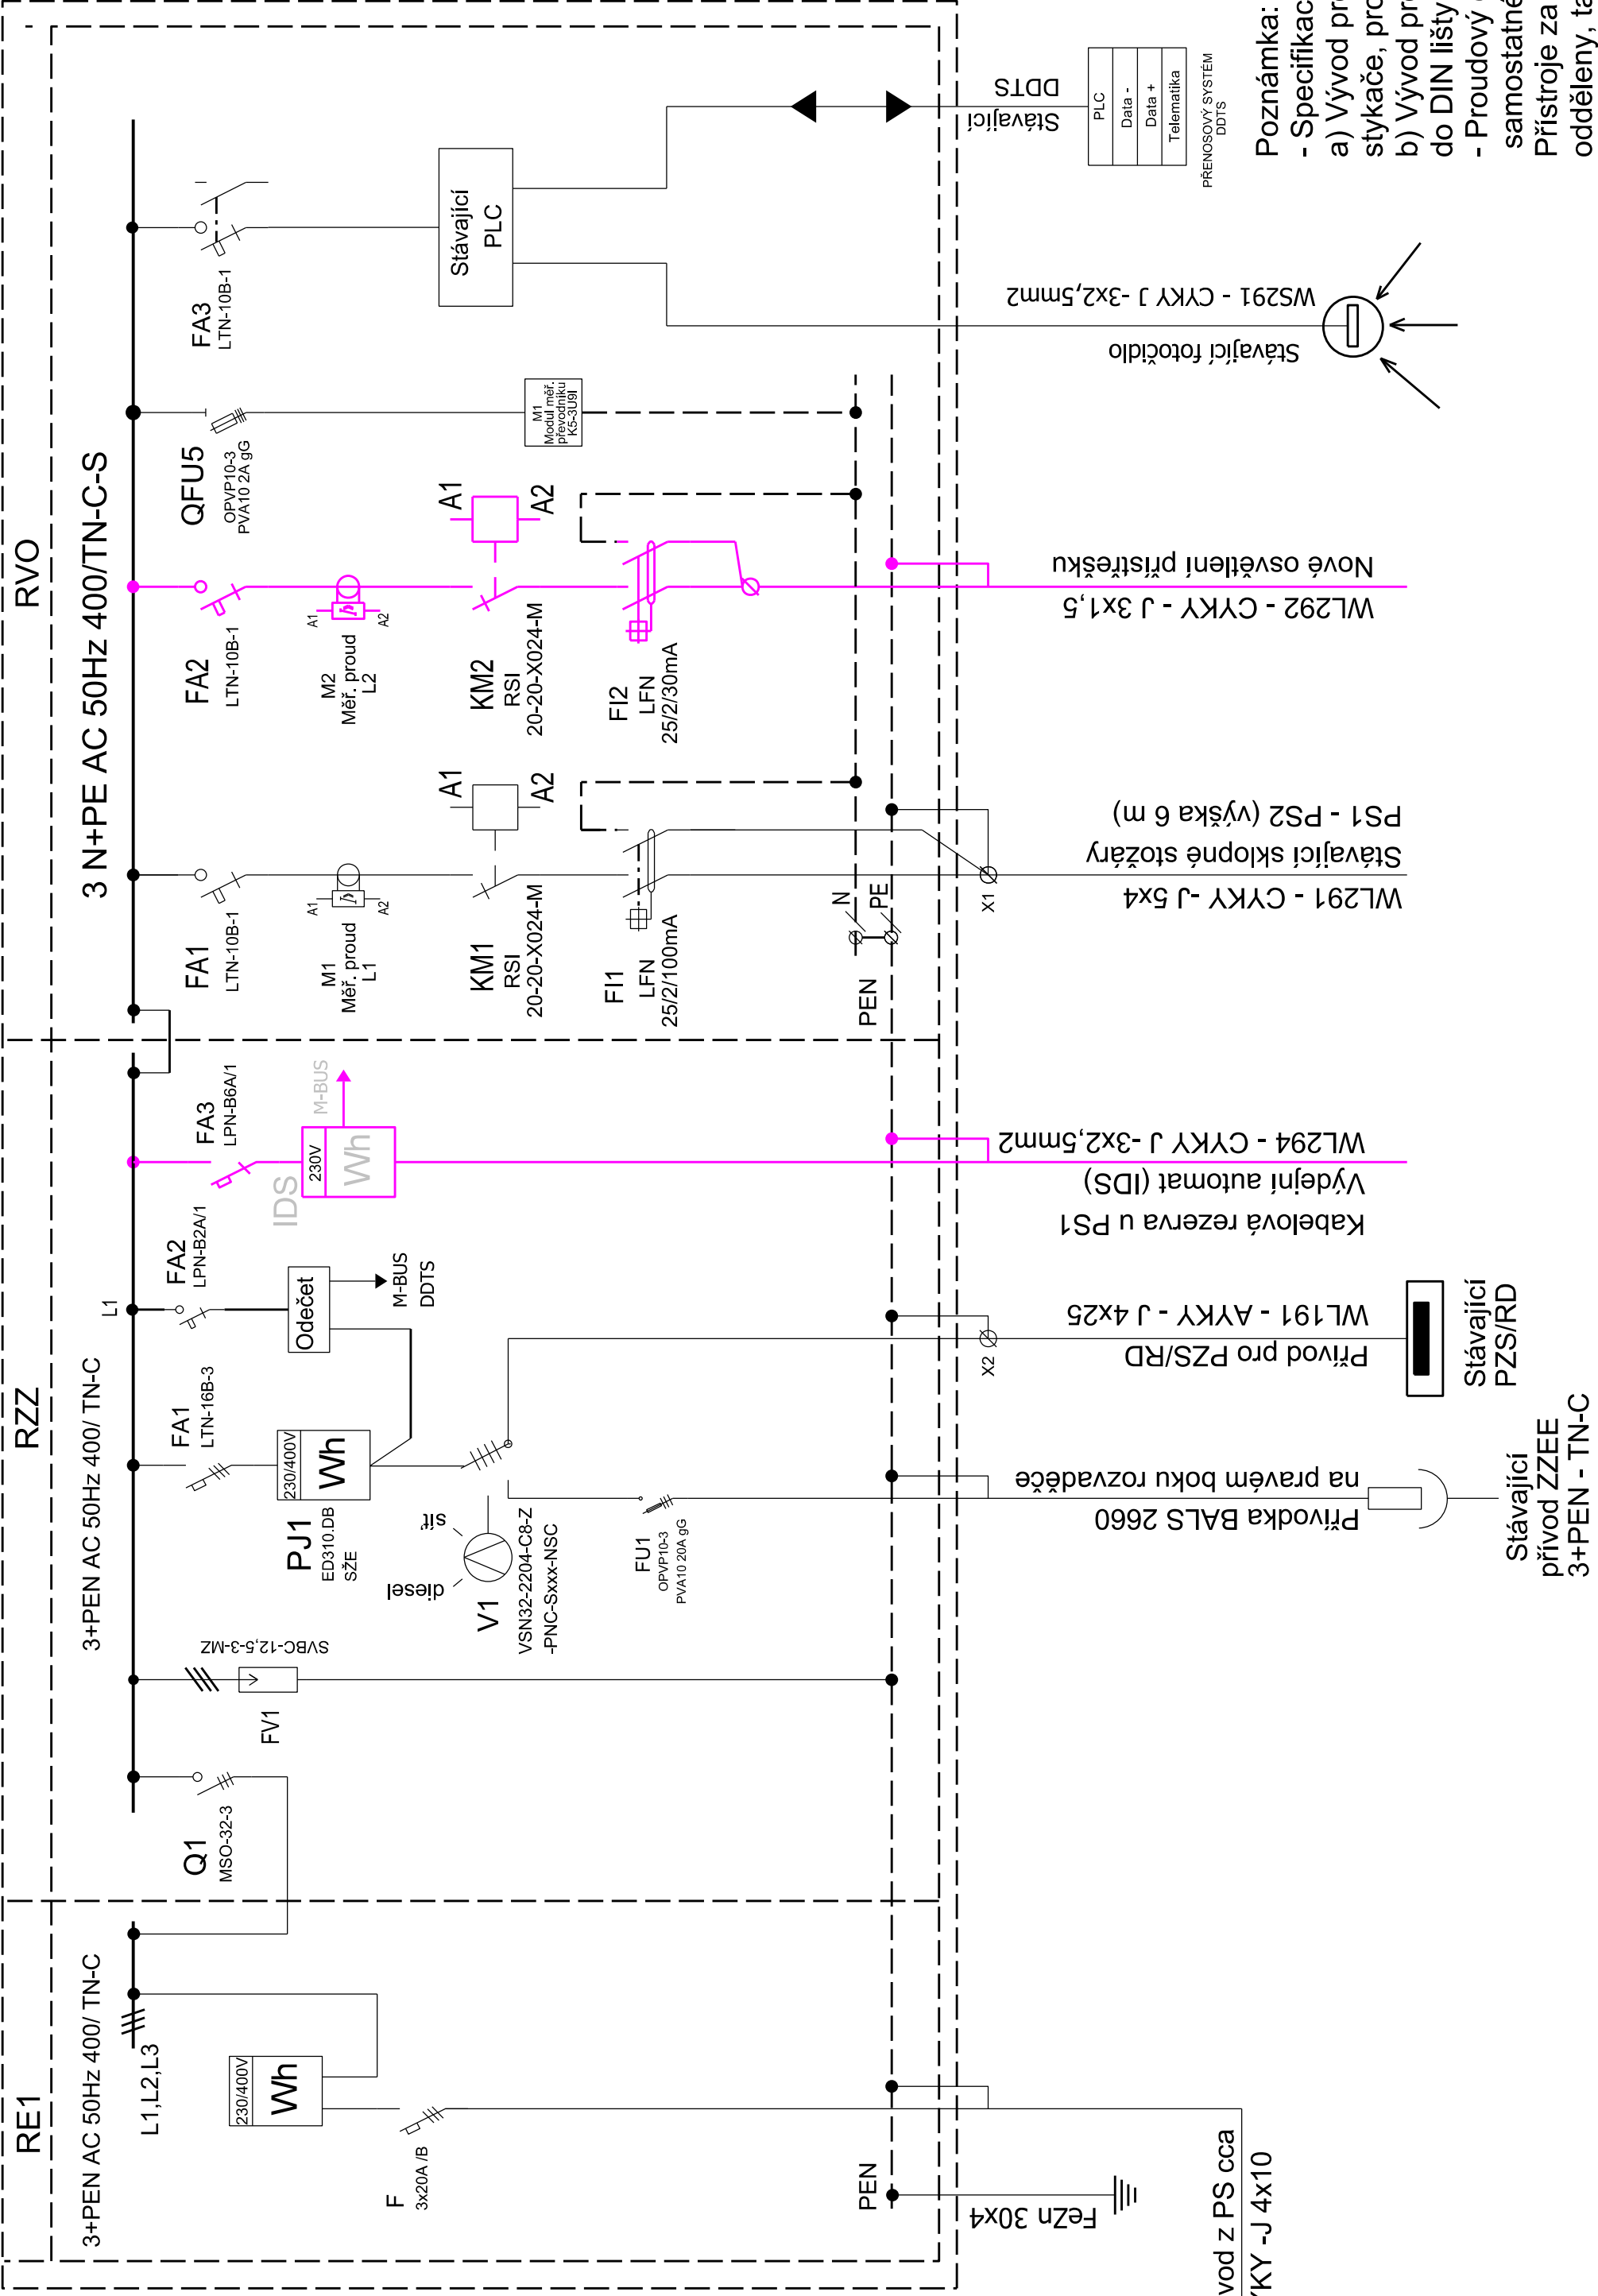 RE1
3+PEN AC 50Hz 400/ TN-C
L1,L2,L3
230/400V
Wh
F
3x20A /B
PEN
FeZn 30x4
vod z PS cca
-J 4x10
RZZ
3+PEN AC 50Hz 400/ TN-C
L1
Q1
MSO-32-3
FV1
SVBC-12,5-3-MZ
FA1
LTN-16B-3
230/400V
Wh
PJ1
ED310.DB
SŽE
síť
diesel
V1
VSN32-2204-C8-Z
-PNC-Sxxx-NSC
FU1
OPVP10-3
PVA10 20A gG
Přívodka BALS 2660
na pravém boku rozvaděče
Stávající
přívod ZZEE
3+PEN - TN-C
FA2
LPN-B2A/1
Odečet
M-BUS
DDTS
X2
Přívod pro PZS/RD
WL191 - AYKY - J 4x25
Stávající
PZS/RD
FA3
LPN-B6A/1
IDS
230V
Wh
M-BUS
Kabelová rezerva u PS1
Výdejní automat (IDS)
WL294 - CYKY J -3x2,5mm2
RVO
3 N+PE AC 50Hz 400/TN-C-S
FA1
LTN-10B-1
M1
Měř. proud
L1
A1
A2
KM1
RSI
20-20-X024-M
A1
A2
FI1
LFN
25/2/100mA
PEN
N
PE
X1
WL291 - CYKY -J 5x4
Stávající sklopné stožáry
PS1 - PS2 (výška 6 m)
FA2
LTN-10B-1
M2
Měř. proud
L2
A1
A2
KM2
RSI
20-20-X024-M
A1
A2
FI2
LFN
25/2/30mA
WL292 - CYKY - J 3x1,5
Nové osvětlení přístřešku
QFU5
OPVP10-3
PVA10 2A gG
M1
Modul měř.
převodníku
K5-3U9I
FA3
LTN-10B-1
Stávající
PLC
Stávající fotočidlo
WS291 - CYKY J -3x2,5mm2
Stávající
DDTS
PLC
Data -
Data +
Telematika
PŘENOSOVÝ SYSTÉM
DDTS
Poznámka:
- Specifikac
a) Vývod pr
stykače, pro
b) Vývod pr
do DIN lišty
- Proudový
samostatně
Přístroje za
odděleny, ta